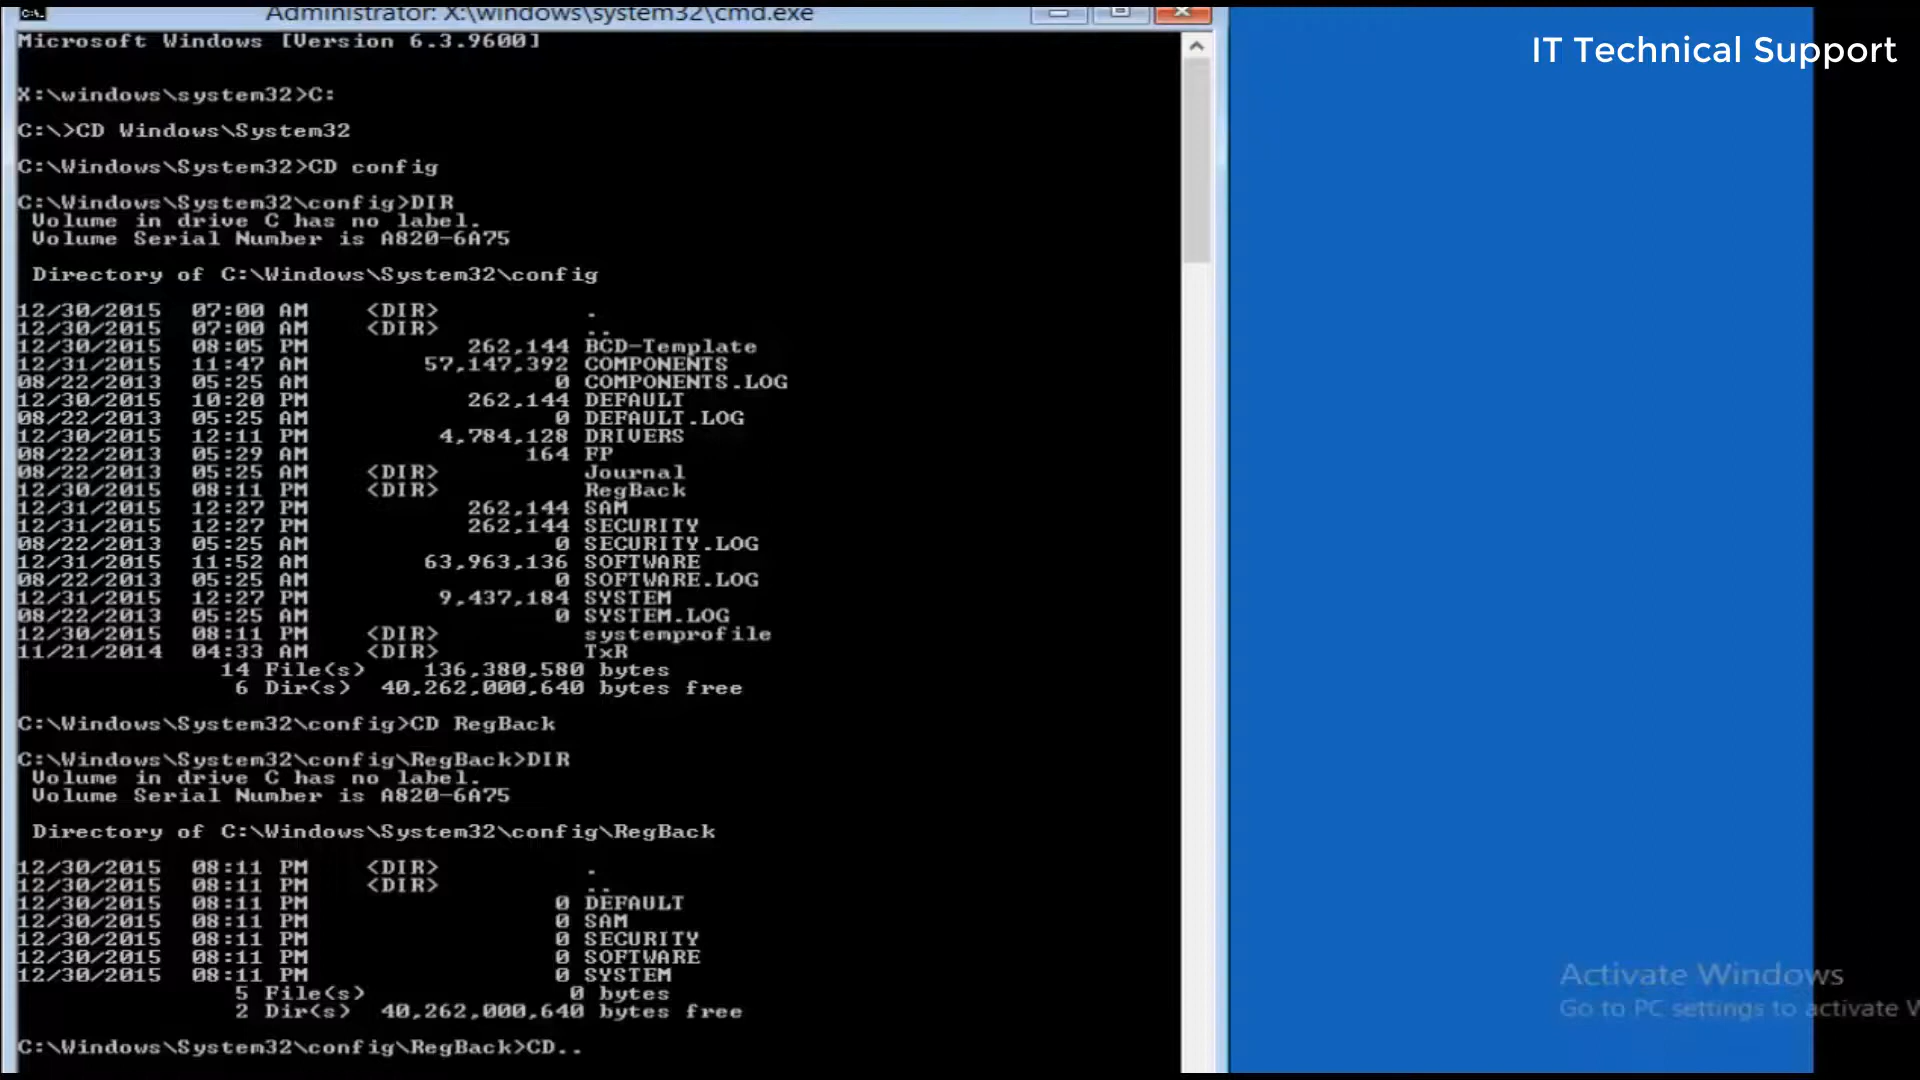 Administrator: X:\windows\system32\cmd.exe
IT Technical Support
Microsoft Windows [Version 6.3.9600]
X:\windows\system32>C:
C:\>CD Windows\System32
C:\Windows\System32>CD config
C:\Windows\System32\config>DIR
Volume in drive C has no label.
Volume Serial Number is A820-6A75
Directory of C:\Windows\System32\config
12/30/2015 07:00 AM <DIR> .
12/30/2015 07:00 AM <DIR> ..
12/30/2015 08:05 PM 262,144 BCD-Template
12/31/2015 11:47 AM 57,147,392 COMPONENTS
08/22/2013 05:25 AM 0 COMPONENTS.LOG
12/30/2015 10:20 PM 262,144 DEFAULT
08/22/2013 05:25 AM 0 DEFAULT.LOG
12/30/2015 12:11 PM 4,784,128 DRIVERS
08/22/2013 05:29 AM 164 FP
08/22/2013 05:25 AM <DIR> Journal
12/30/2015 08:11 PM <DIR> RegBack
12/31/2015 12:27 PM 262,144 SAM
12/31/2015 12:27 PM 262,144 SECURITY
08/22/2013 05:25 AM 0 SECURITY.LOG
12/31/2015 11:52 AM 63,963,136 SOFTWARE
08/22/2013 05:25 AM 0 SOFTWARE.LOG
12/31/2015 12:27 PM 9,437,184 SYSTEM
08/22/2013 05:25 AM 0 SYSTEM.LOG
12/30/2015 08:11 PM <DIR> systemprofile
11/21/2014 04:33 AM <DIR> TxR
14 File(s) 136,380,580 bytes
6 Dir(s) 40,262,000,640 bytes free
C:\Windows\System32\config>CD RegBack
C:\Windows\System32\config\RegBack>DIR
Volume in drive C has no label.
Volume Serial Number is A820-6A75
Directory of C:\Windows\System32\config\RegBack
12/30/2015 08:11 PM <DIR> .
12/30/2015 08:11 PM <DIR> ..
12/30/2015 08:11 PM 0 DEFAULT
12/30/2015 08:11 PM 0 SAM
12/30/2015 08:11 PM 0 SECURITY
12/30/2015 08:11 PM 0 SOFTWARE
12/30/2015 08:11 PM 0 SYSTEM
5 File(s) 0 bytes
2 Dir(s) 40,262,000,640 bytes free
C:\Windows\System32\config\RegBack>CD..
Activate Windows
Go to PC settings to activate W